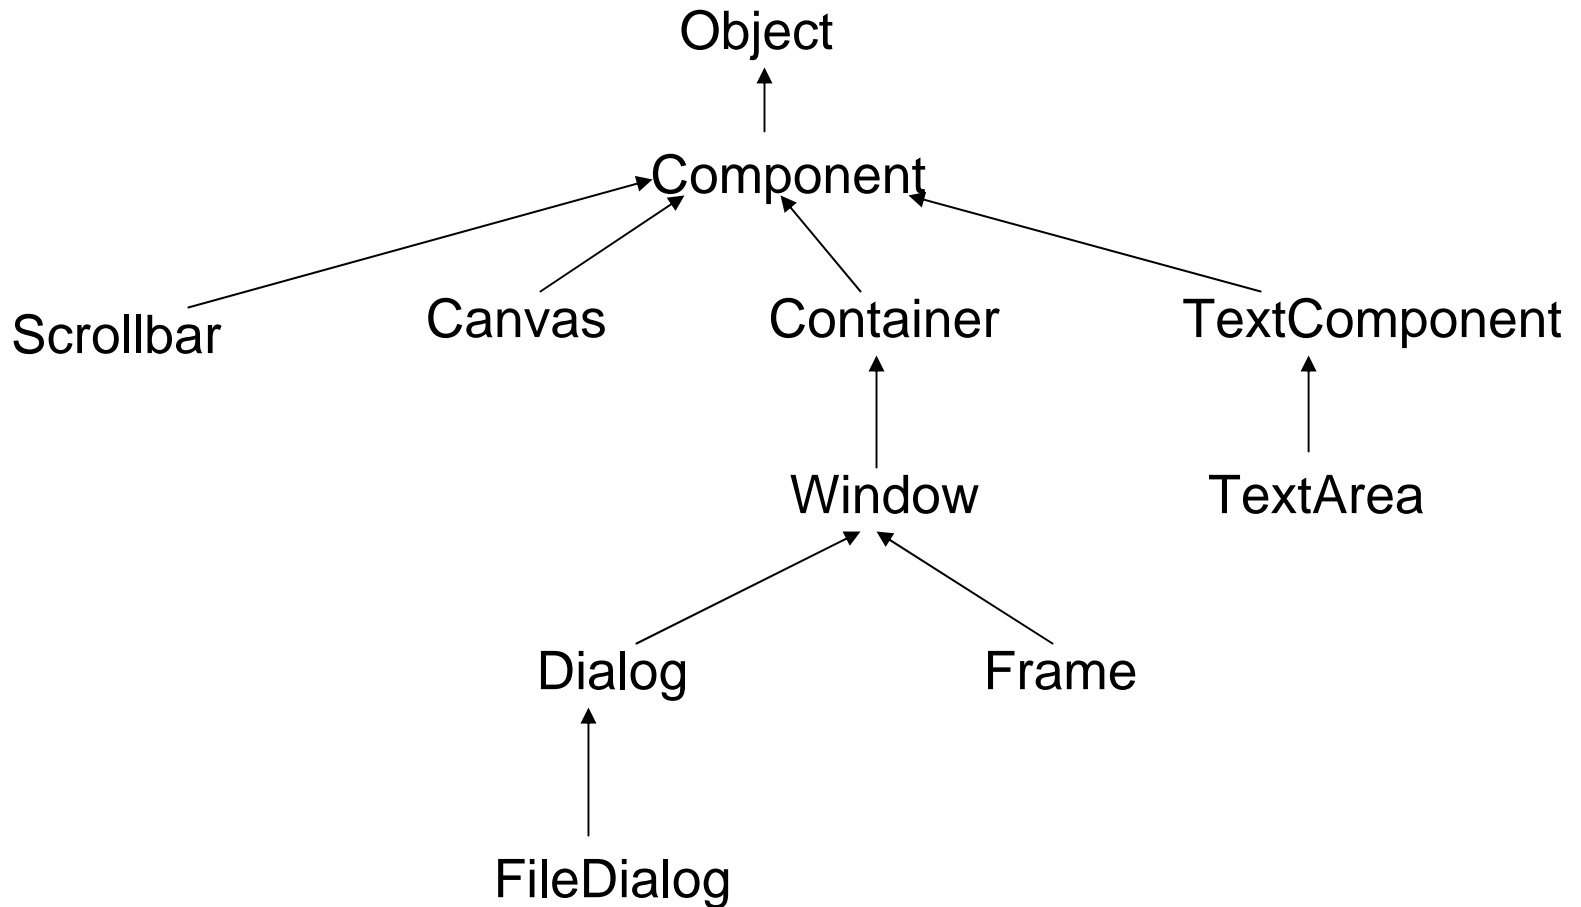 Object
Component
Scrollbar
Canvas
Container
TextComponent
Window
TextArea
Dialog
Frame
FileDialog